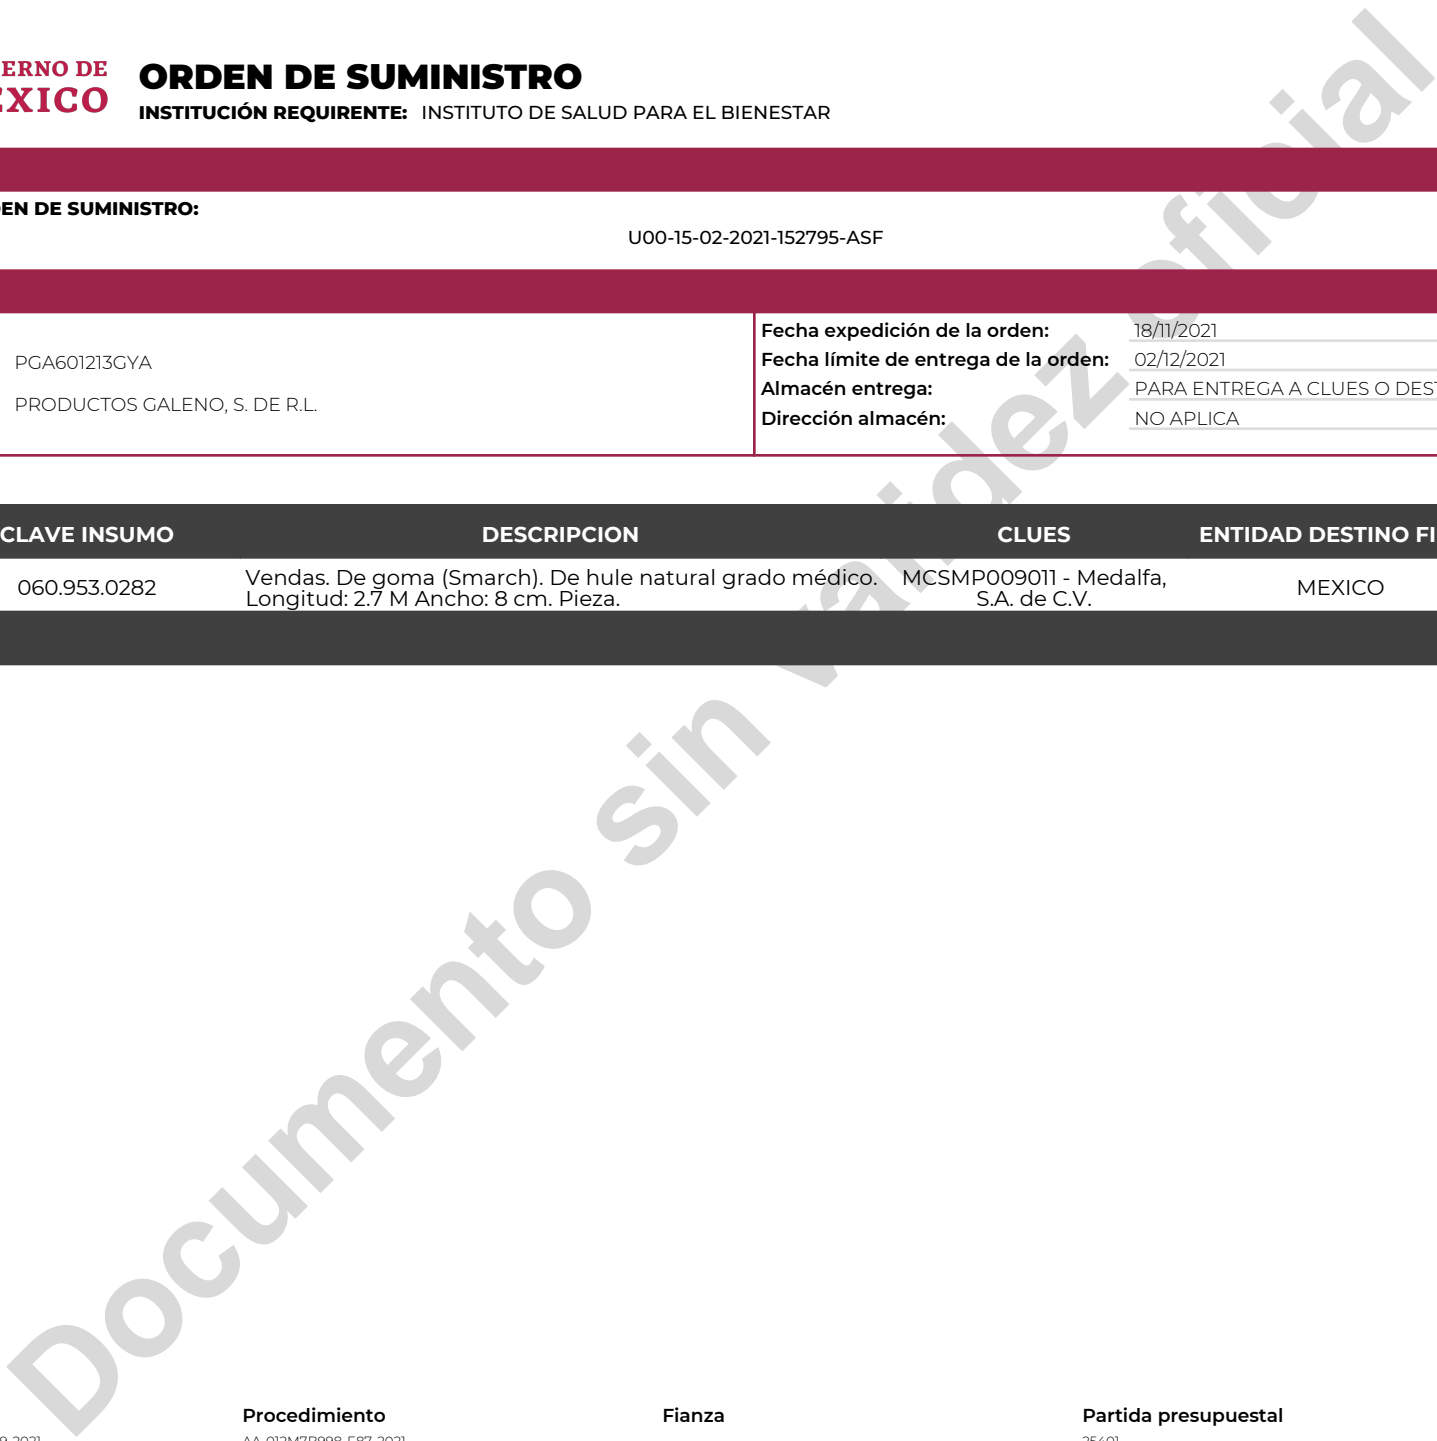 ERNO DE
EXICO
ORDEN DE SUMINISTRO
INSTITUCIÓN REQUIRENTE: INSTITUTO DE SALUD PARA EL BIENESTAR
EN DE SUMINISTRO:
U00-15-02-2021-152795-ASF
PGA601213GYA
PRODUCTOS GALENO, S. DE R.L.
Fecha expedición de la orden: 18/11/2021
Fecha límite de entrega de la orden: 02/12/2021
Almacén entrega: PARA ENTREGA A CLUES O DEST
Dirección almacén: NO APLICA
CLAVE INSUMO DESCRIPCION CLUES ENTIDAD DESTINO FI
060.953.0282 Vendas. De goma (Smarch). De hule natural grado médico. MCSMP009011 - Medalfa, MEXICO
Longitud: 2.7 M Ancho: 8 cm. Pieza. S.A. de C.V.
Documento sin validez oficial
Procedimiento Fianza Partida presupuestal